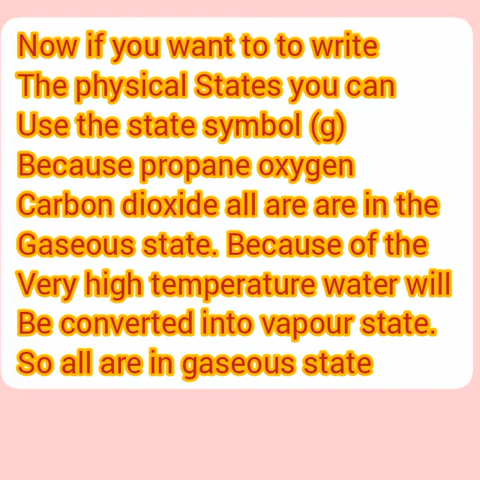 Now if you want to to write
The physical States you can
Use the state symbol (g)
Because propane oxygen
Carbon dioxide all are are in the
Gaseous state. Because of the
Very high temperature water will
Be converted into vapour state.
So all are in gaseous state